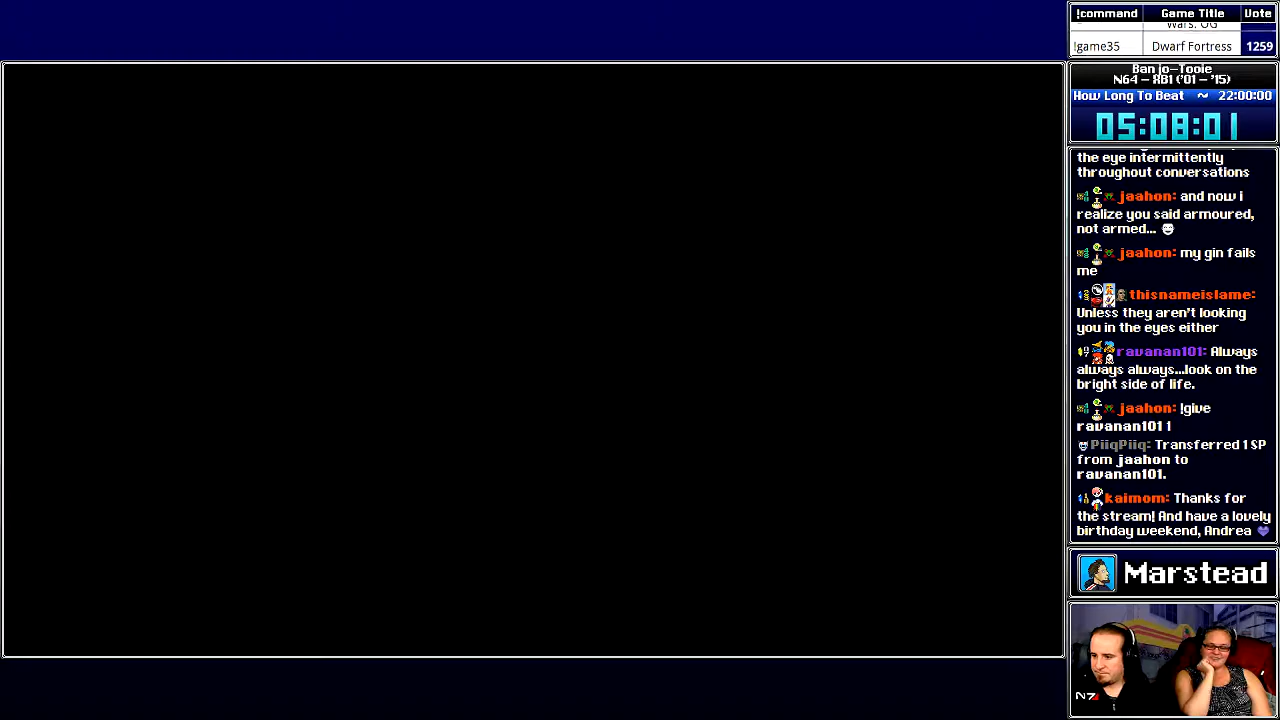 !command Game Title Vote
Wars: OG
!game35 Dwarf Fortress 1259
Banjo-Tooie
N64 - RB1 ('01 - '15)
How Long To Beat ~ 22:00:00
05:08:01
the eye intermittently
throughout conversations
jaahon: and now i
realize you said armoured,
not armed...
jaahon: my gin fails
me
thisnameislame:
Unless they aren't looking
you in the eyes either
ravanan101: Always
always always...look on the
bright side of life.
jaahon: !give
ravanan101 1
PiiqPiiq: Transferred 1 SP
from jaahon to
ravanan101.
kaimom: Thanks for
the stream! And have a lovely
birthday weekend, Andrea
Marstead
N7